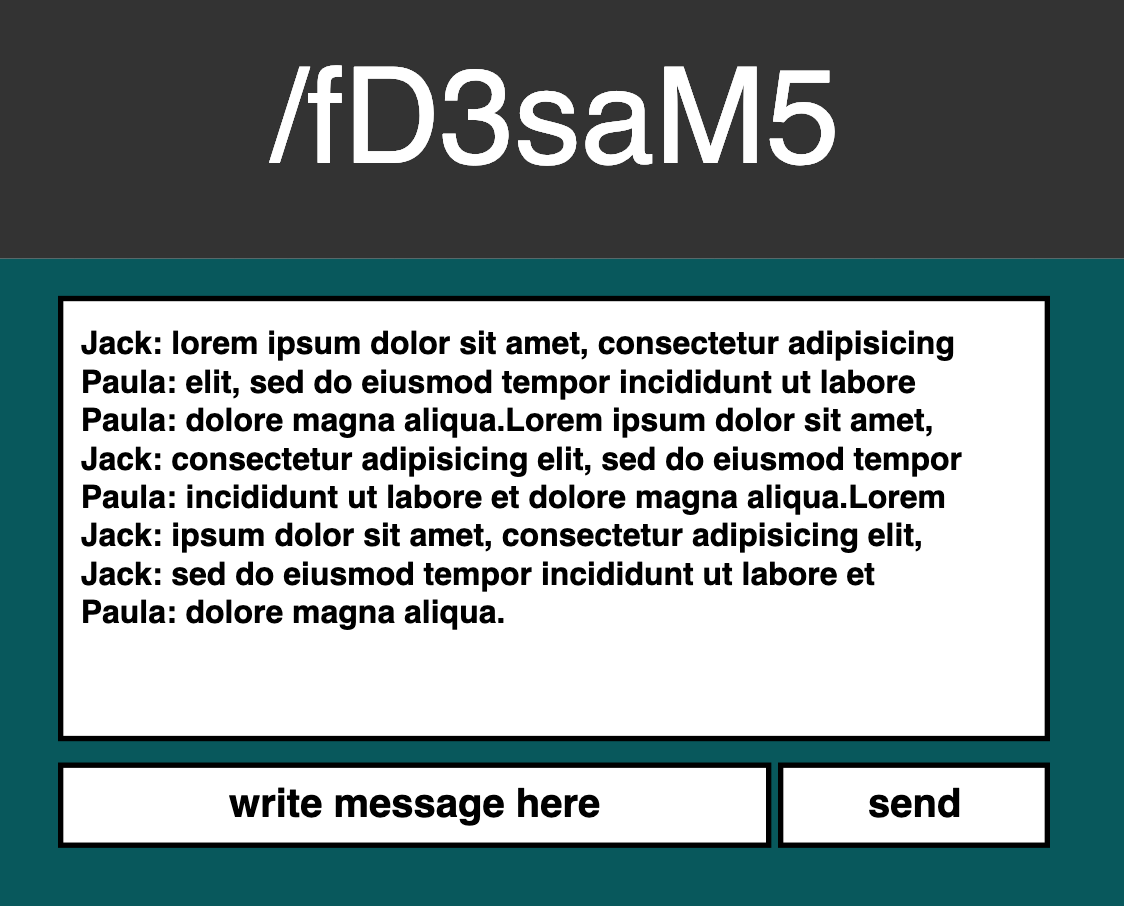 /fD3saM5
Jack: lorem ipsum dolor sit amet, consectetur adipisicing
Paula: elit, sed do eiusmod tempor incididunt ut labore
Paula: dolore magna aliqua.Lorem ipsum dolor sit amet,
Jack: consectetur adipisicing elit, sed do eiusmod tempor
Paula: incididunt ut labore et dolore magna aliqua.Lorem
Jack: ipsum dolor sit amet, consectetur adipisicing elit,
Jack: sed do eiusmod tempor incididunt ut labore et
Paula: dolore magna aliqua.
write message here
send